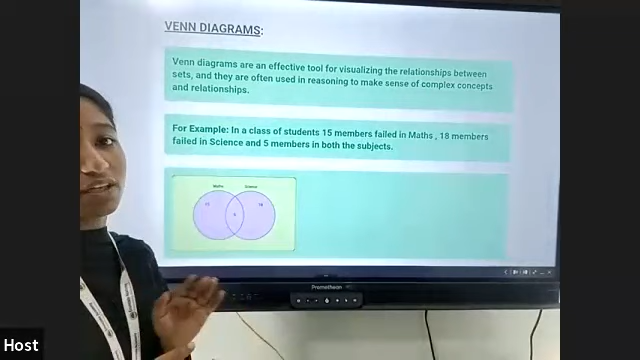 VENN DIAGRAMS:
Venn diagrams are an effective tool for visualizing the relationships between
sets, and they are often used in reasoning to make sense of complex concepts
and relationships.
For Example: In a class of students 15 members failed in Maths , 18 members
failed in Science and 5 members in both the subjects.
Maths
Science
Promethean
Host